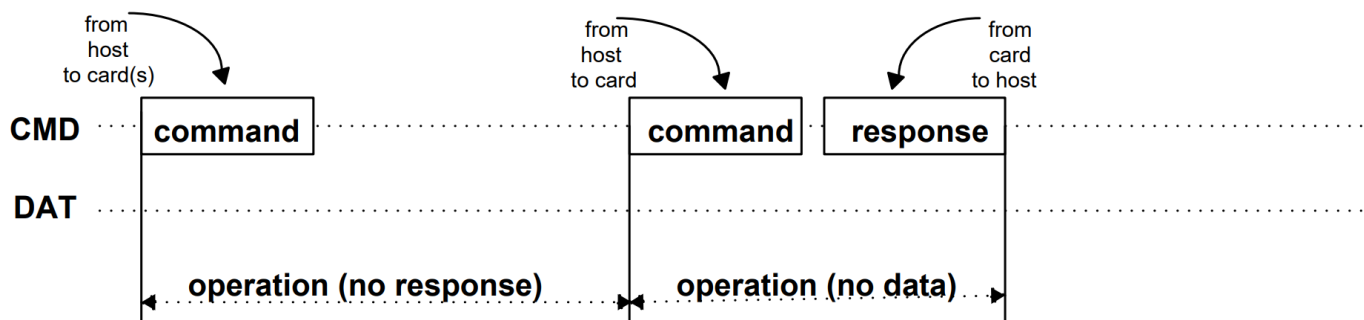 from
host
to card(s)
from
host
to card
from
card
to host
CMD
command
command
response
DAT
operation (no response)
operation (no data)